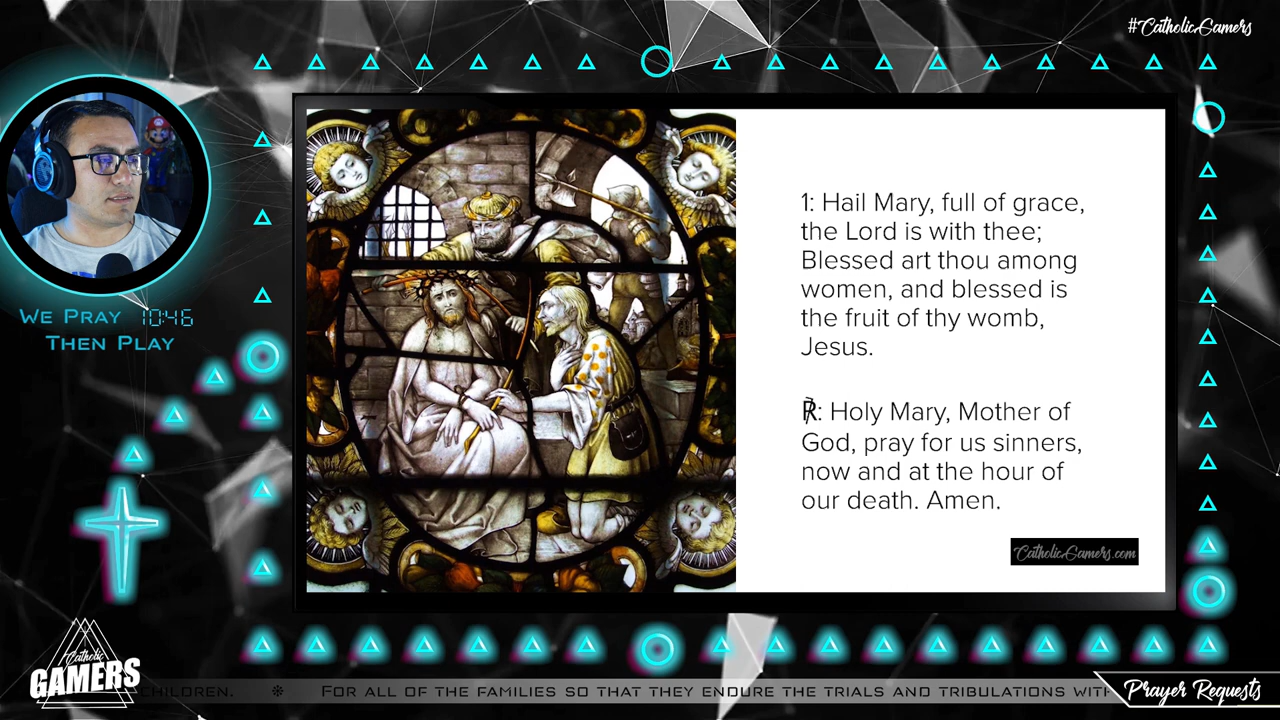 #CatholicGamers
1: Hail Mary, full of grace,
the Lord is with thee;
Blessed art thou among
women, and blessed is
the fruit of thy womb,
Jesus.
℟: Holy Mary, Mother of
God, pray for us sinners,
now and at the hour of
our death. Amen.
CatholicGamers.com
We Pray 10:46
Then Play
Catholic
GAMERS
children. ❇ For all of the families so that they endure the trials and tribulations with
Prayer Requests